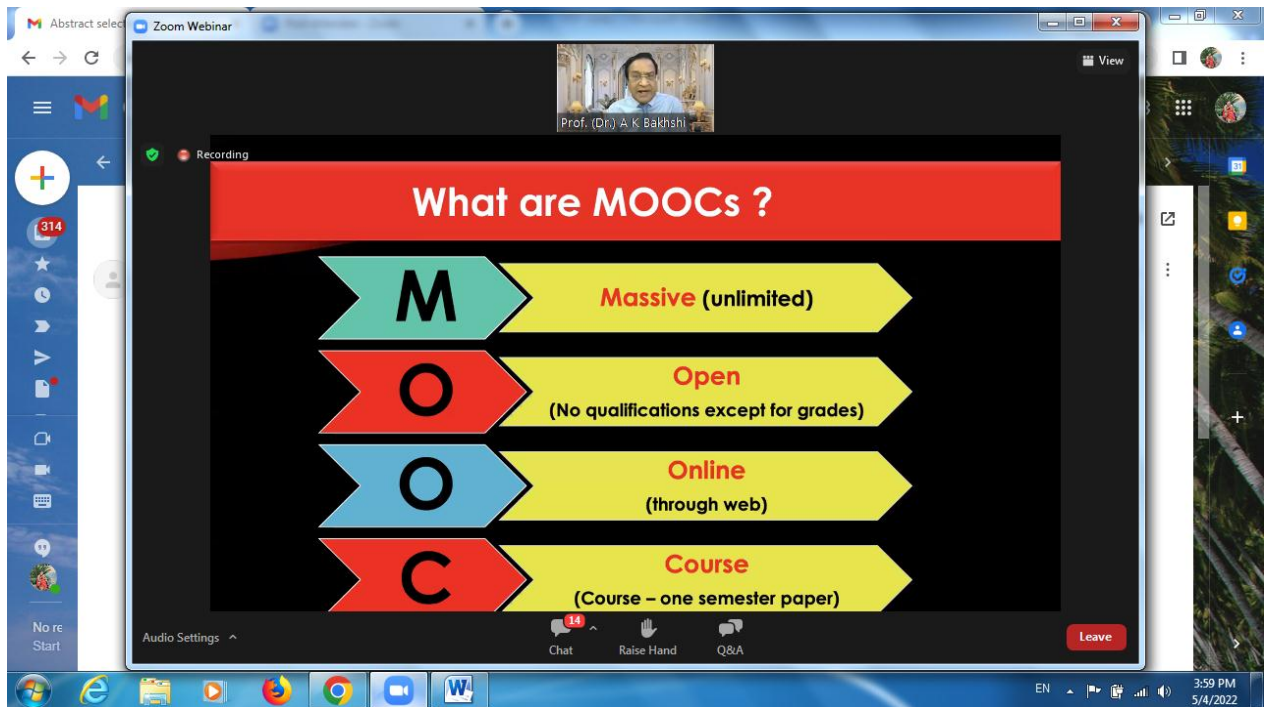 Abstract selec
Zoom Webinar
View
Prof. (Dr.) A K Bakhshi
Recording
What are MOOCs ?
314
M
Massive (unlimited)
O
Open
(No qualifications except for grades)
O
Online
(through web)
C
Course
(Course – one semester paper)
31
No re
Start
Audio Settings
14
Chat
Raise Hand
Q&A
Leave
EN
3:59 PM
5/4/2022